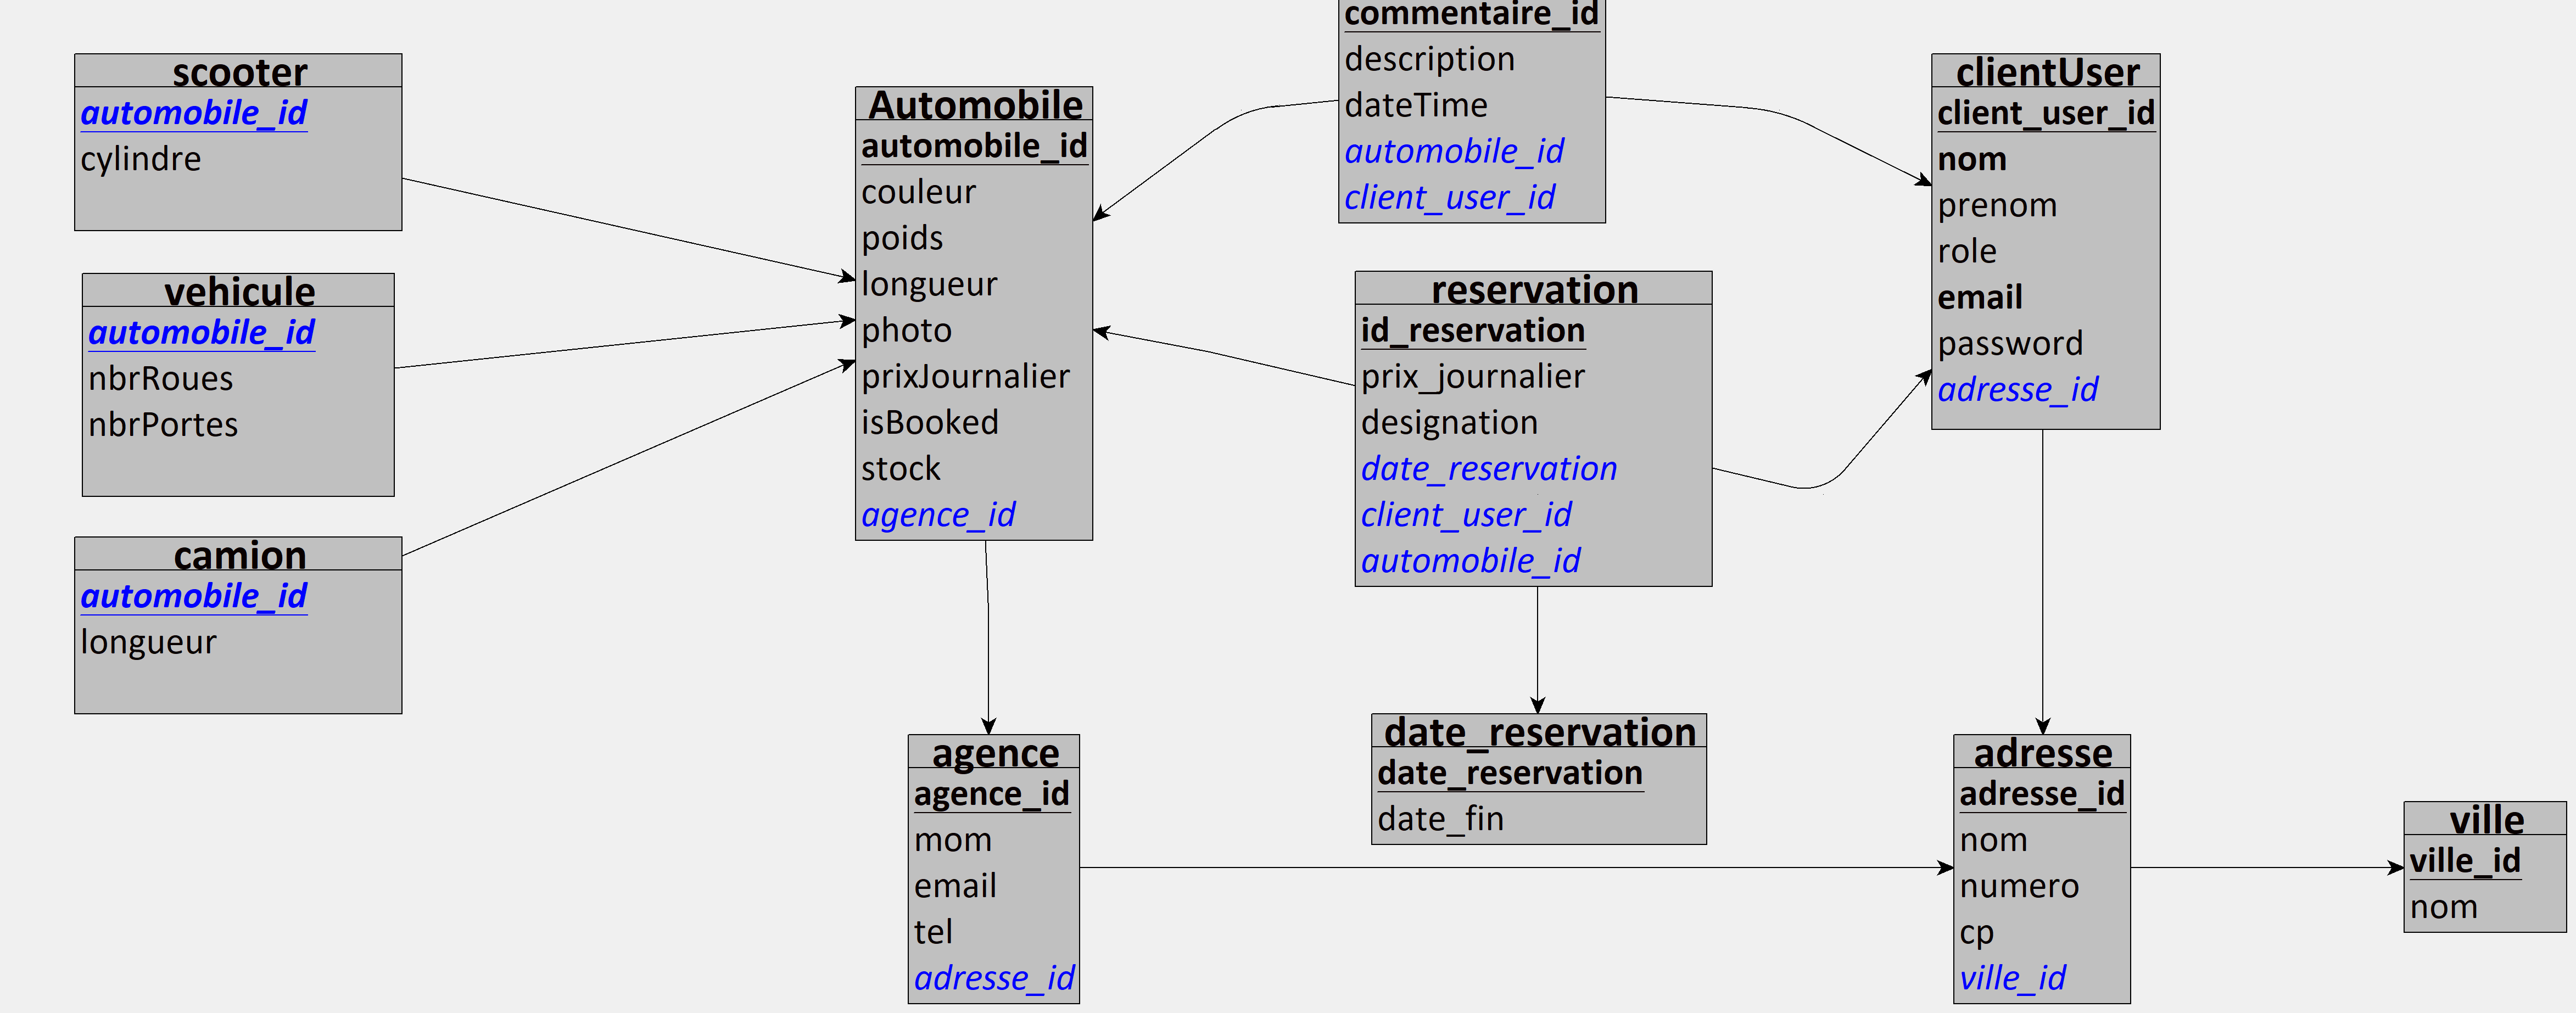 scooter
automobile_id
cylindre
vehicule
automobile_id
nbrRoues
nbrPortes
camion
automobile_id
longueur
Automobile
automobile_id
couleur
poids
longueur
photo
prixJournalier
isBooked
stock
agence_id
agence
agence_id
mom
email
tel
adresse_id
commentaire_id
description
dateTime
automobile_id
client_user_id
reservation
id_reservation
prix_journalier
designation
date_reservation
client_user_id
automobile_id
date_reservation
date_reservation
date_fin
clientUser
client_user_id
nom
prenom
role
email
password
adresse_id
adresse
adresse_id
nom
numero
cp
ville_id
ville
ville_id
nom